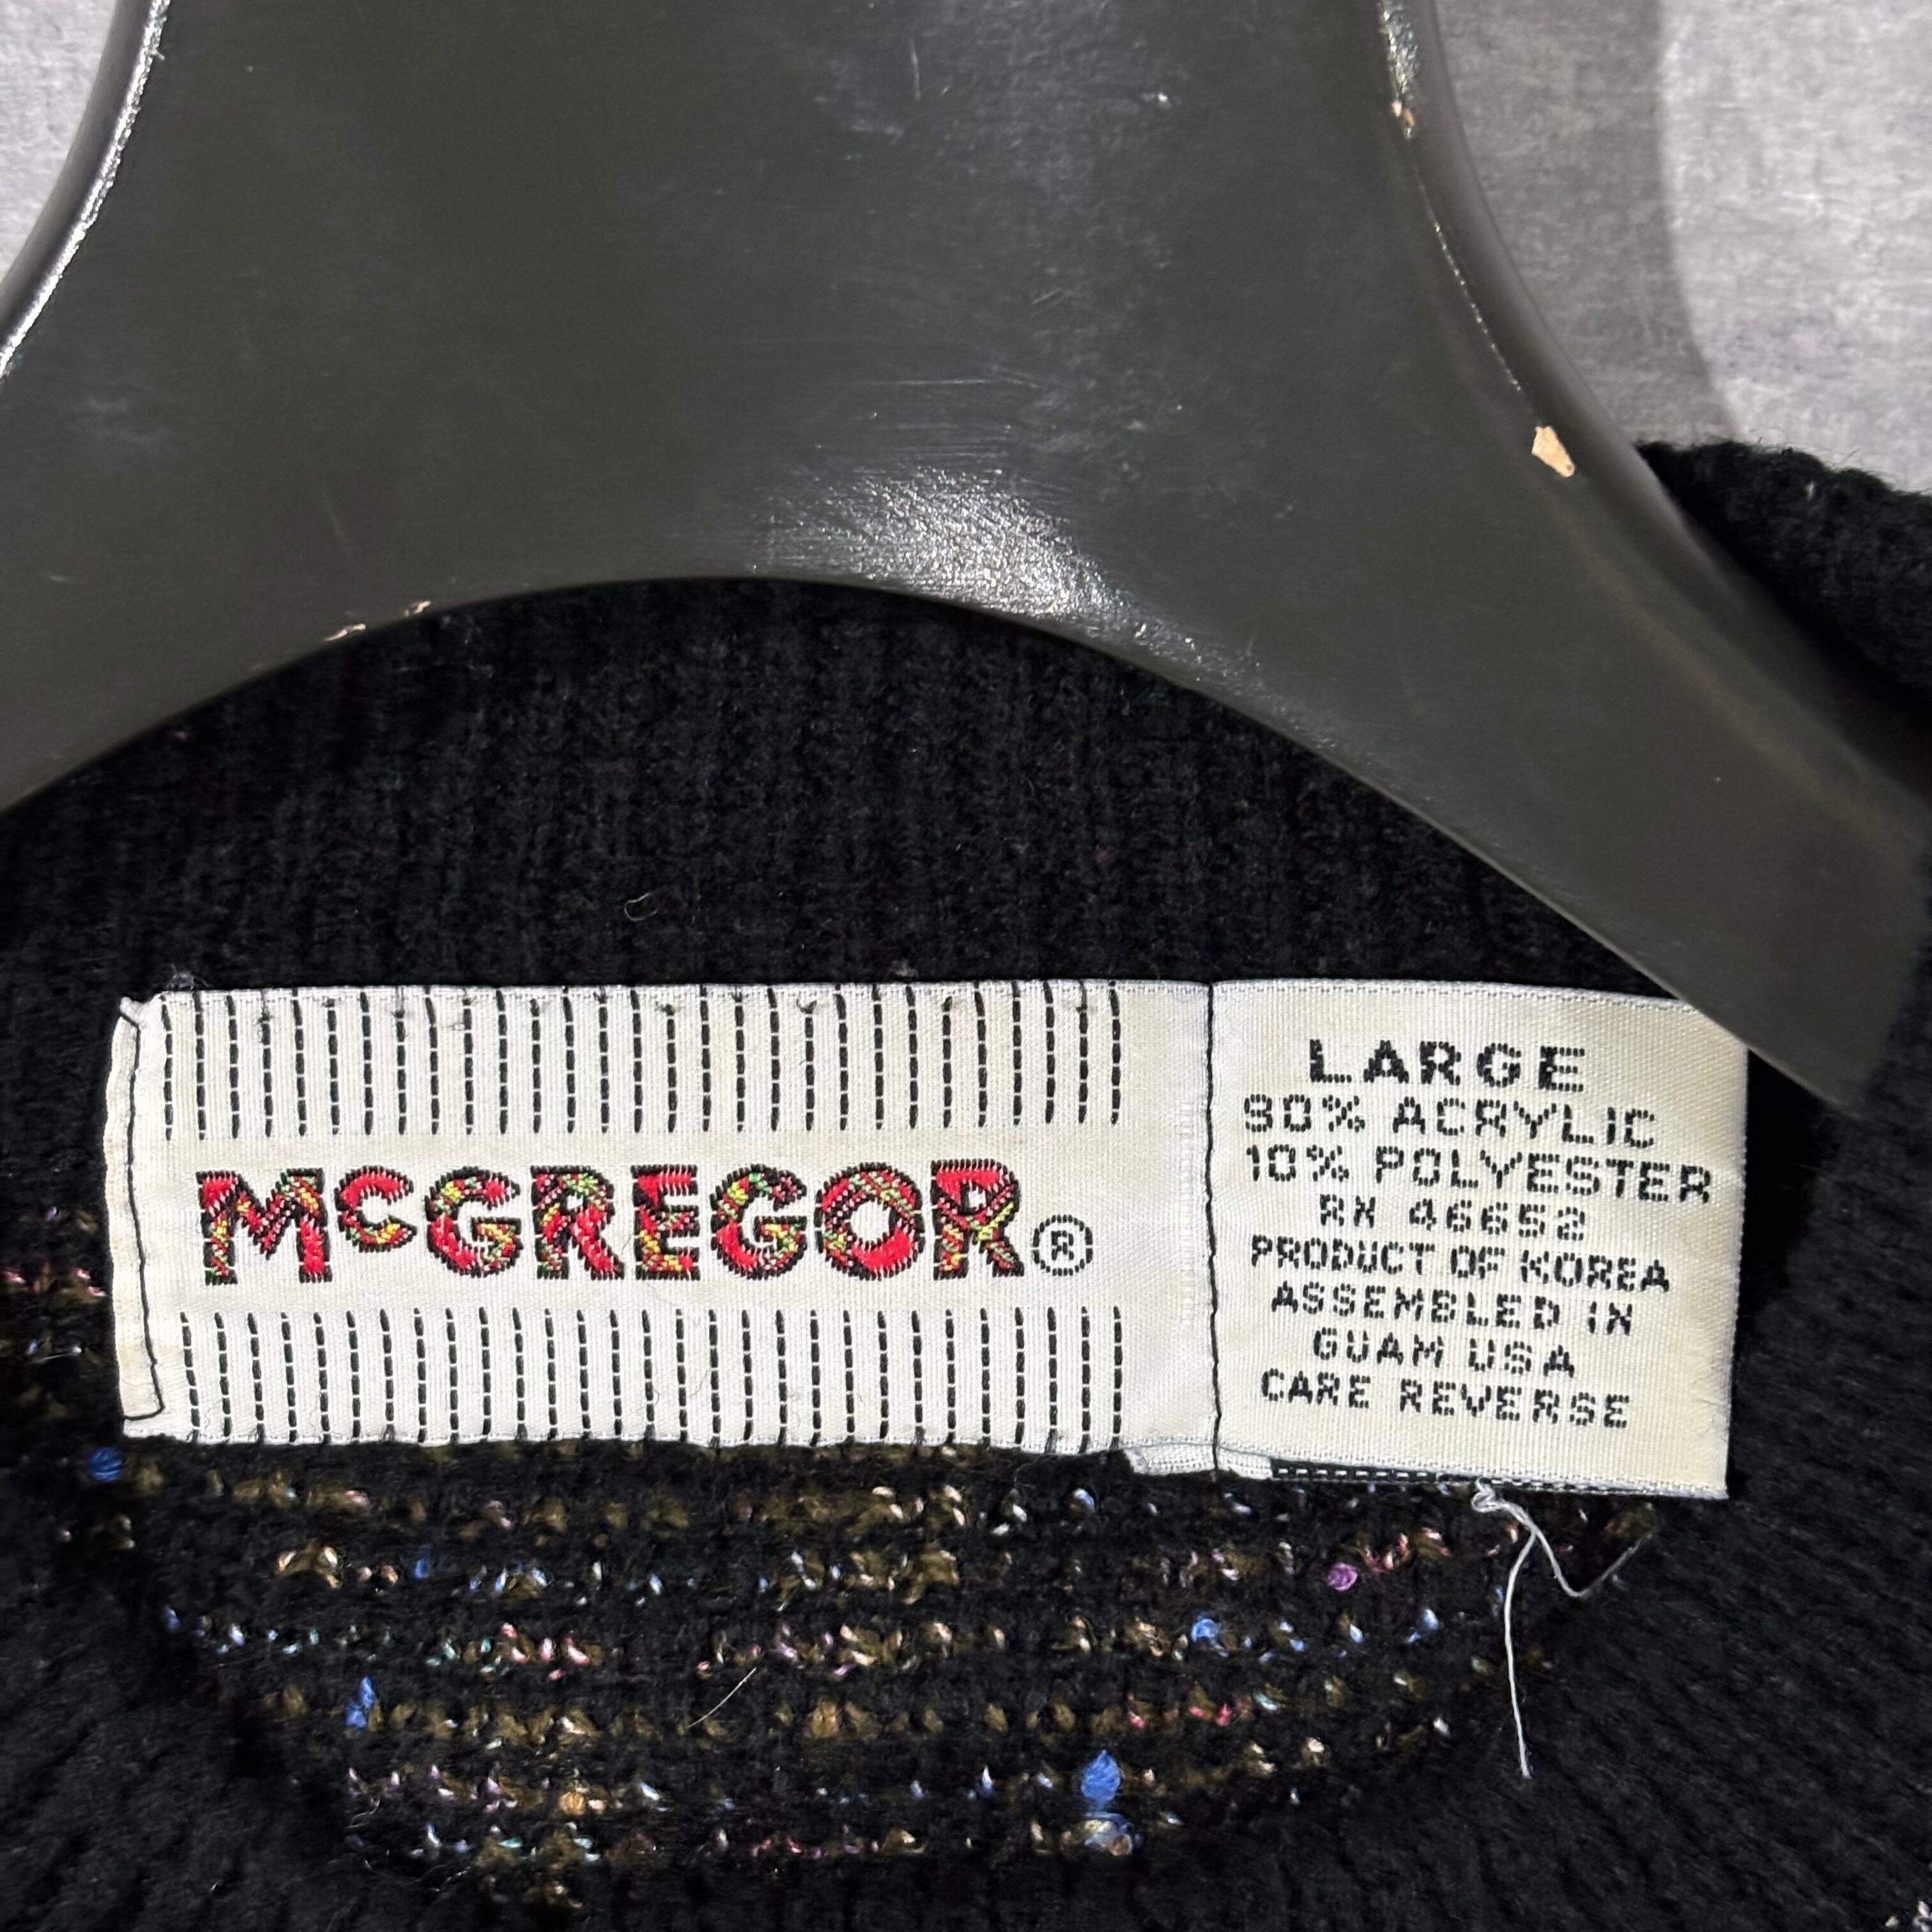 McGREGOR®
LARGE
90% ACRYLIC
10% POLYESTER
RN 46652
PRODUCT OF KOREA
ASSEMBLED IN
GUAM USA
CARE REVERSE